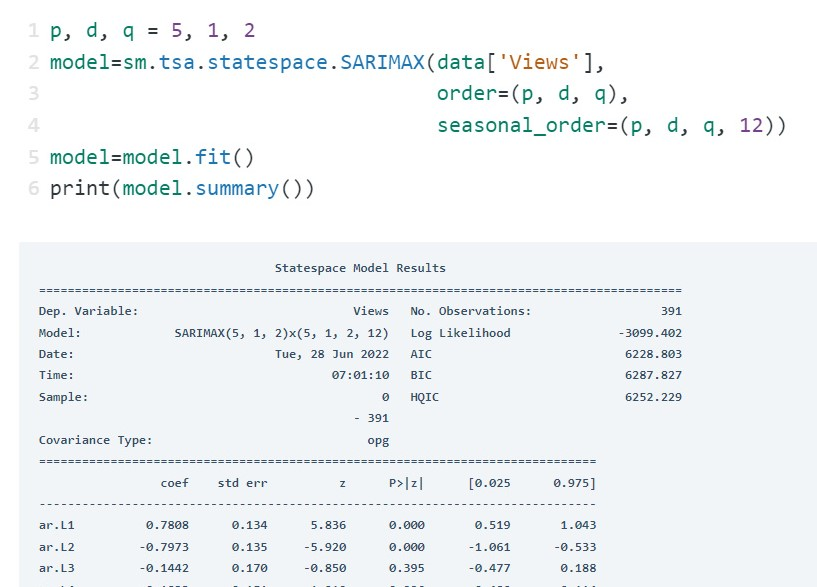 1 p, d, q = 5, 1, 2
2 model=sm.tsa.statespace.SARIMAX(data['Views'],
3 order=(p, d, q),
4 seasonal_order=(p, d, q, 12))
5 model=model.fit()
6 print(model.summary())
Statespace Model Results
==========================================================================================
Dep. Variable: Views No. Observations: 391
Model: SARIMAX(5, 1, 2)x(5, 1, 2, 12) Log Likelihood -3099.402
Date: Tue, 28 Jun 2022 AIC 6228.803
Time: 07:01:10 BIC 6287.827
Sample: 0 HQIC 6252.229
- 391
Covariance Type: opg
==============================================================================
coef std err z P>|z| [0.025 0.975]
------------------------------------------------------------------------------
ar.L1 0.7808 0.134 5.836 0.000 0.519 1.043
ar.L2 -0.7973 0.135 -5.920 0.000 -1.061 -0.533
ar.L3 -0.1442 0.170 -0.850 0.395 -0.477 0.188